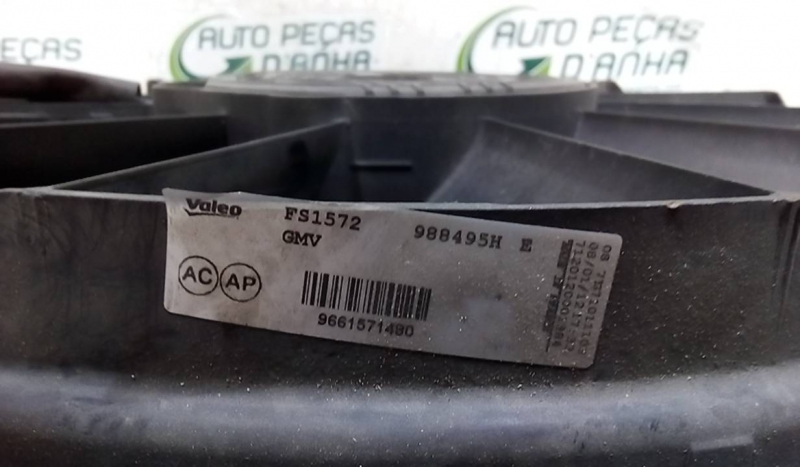 AUTO PEÇAS
D'ANHA
AUTO PEÇAS
D'ANHA
Valeo FS1572 988495H
GMV
AC AP
9661571480